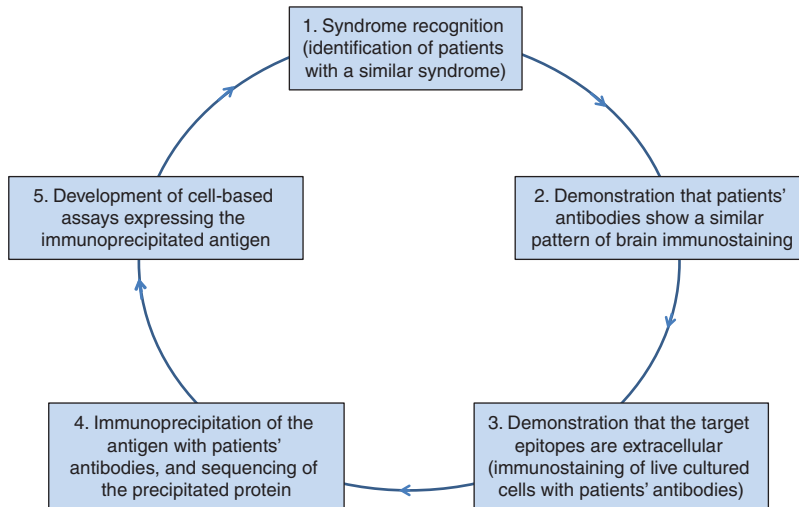 1. Syndrome recognition
(identification of patients
with a similar syndrome)
2. Demonstration that patients’
antibodies show a similar
pattern of brain immunostaining
3. Demonstration that the target
epitopes are extracellular
(immunostaining of live cultured
cells with patients’ antibodies)
4. Immunoprecipitation of the
antigen with patients’
antibodies, and sequencing of
the precipitated protein
5. Development of cell-based
assays expressing the
immunoprecipitated antigen